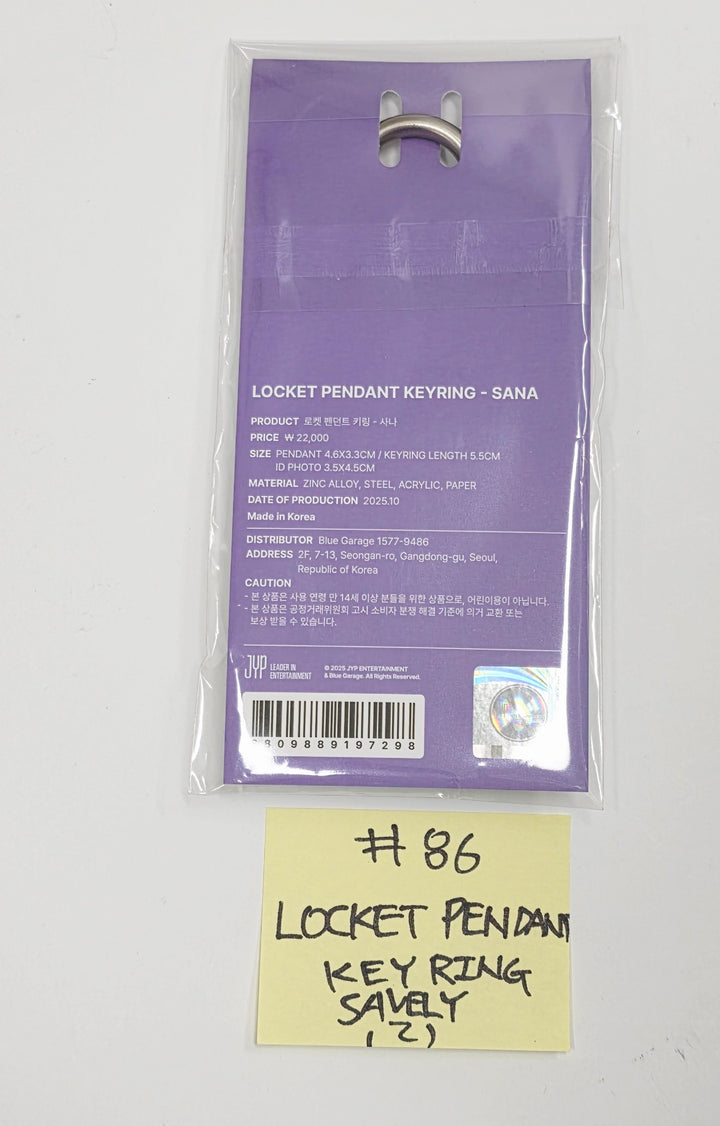 LOCKET PENDANT KEYRING - SANA
PRODUCT 로켓 펜던트 키링 - 사나
PRICE ₩ 22,000
SIZE PENDANT 4.6X3.3CM / KEYRING LENGTH 5.5CM
ID PHOTO 3.5X4.5CM
MATERIAL ZINC ALLOY, STEEL, ACRYLIC, PAPER
DATE OF PRODUCTION 2025.10
Made in Korea
DISTRIBUTOR Blue Garage 1577-9486
ADDRESS 2F, 7-13, Seongan-ro, Gangdong-gu, Seoul,
Republic of Korea
CAUTION
- 본 상품은 사용 연령 만 14세 이상 분들을 위한 상품으로, 어린이용이 아닙니다.
- 본 상품은 공정거래위원회 고시 소비자 분쟁 해결 기준에 의거 교환 또는
보상 받을 수 있습니다.
JYP LEADER IN
ENTERTAINMENT
© 2025 JYP ENTERTAINMENT
& Blue Garage. All Rights Reserved.
8809889197298
#86
LOCKET PENDANT
KEY RING
(2)